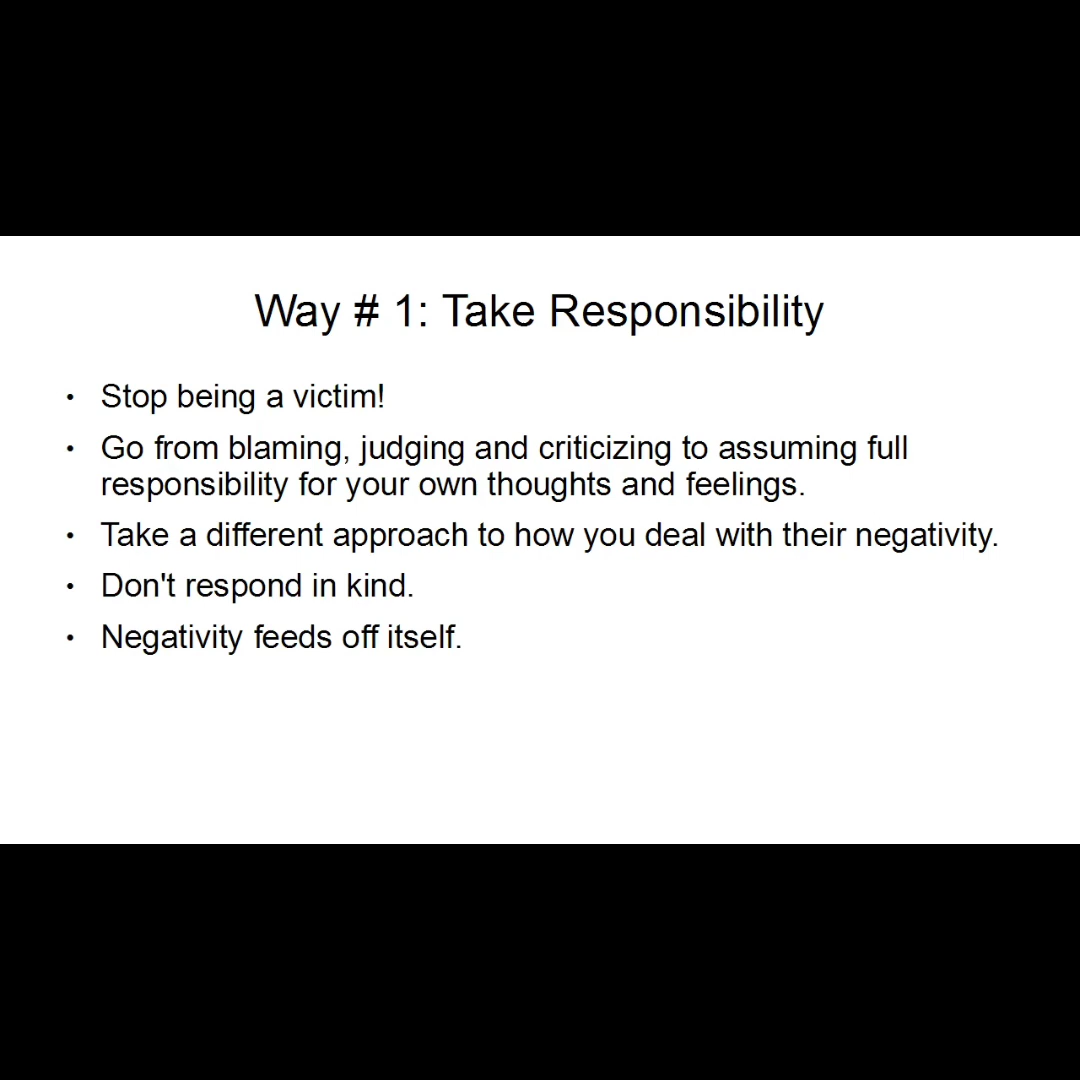 Way # 1: Take Responsibility
• Stop being a victim!
• Go from blaming, judging and criticizing to assuming full
responsibility for your own thoughts and feelings.
• Take a different approach to how you deal with their negativity.
• Don't respond in kind.
• Negativity feeds off itself.